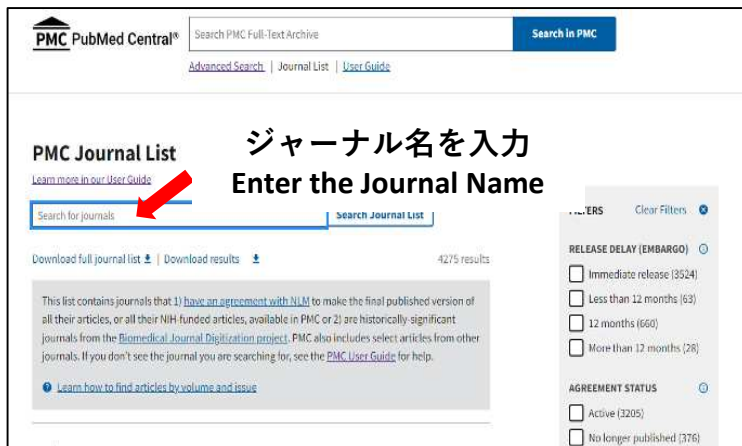 PMC PubMed Central®
Search PMC Full-Text Archive
Search in PMC
Advanced Search | Journal List | User Guide
ジャーナル名を入力
Enter the Journal Name
PMC Journal List
Learn more in our User Guide
Search for journals
Search Journal List
Download full journal list | Download results
4275 results
This list contains journals that 1) have an agreement with NLM to make the final published version of
all their articles, or all their NIH-funded articles, available in PMC or 2) are historically-significant
journals from the Biomedical Journal Digitization project. PMC also includes select articles from other
journals. If you don't see the journal you are searching for, see the PMC User Guide for help.
Learn how to find articles by volume and issue
Clear Filters
RELEASE DELAY (EMBARGO)
Immediate release (3524)
Less than 12 months (63)
12 months (660)
More than 12 months (28)
AGREEMENT STATUS
Active (3205)
No longer published (376)